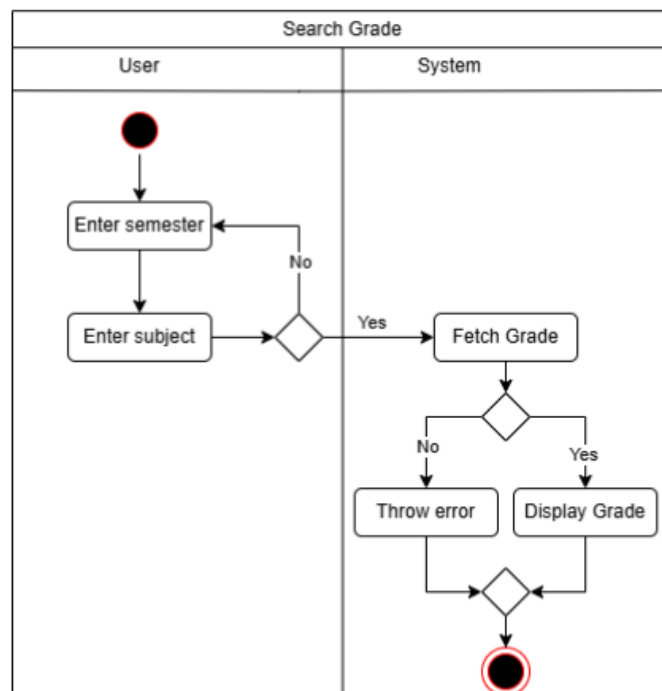 Search Grade
User
System
Enter semester
No
Enter subject
Yes
Fetch Grade
No
Yes
Throw error
Display Grade